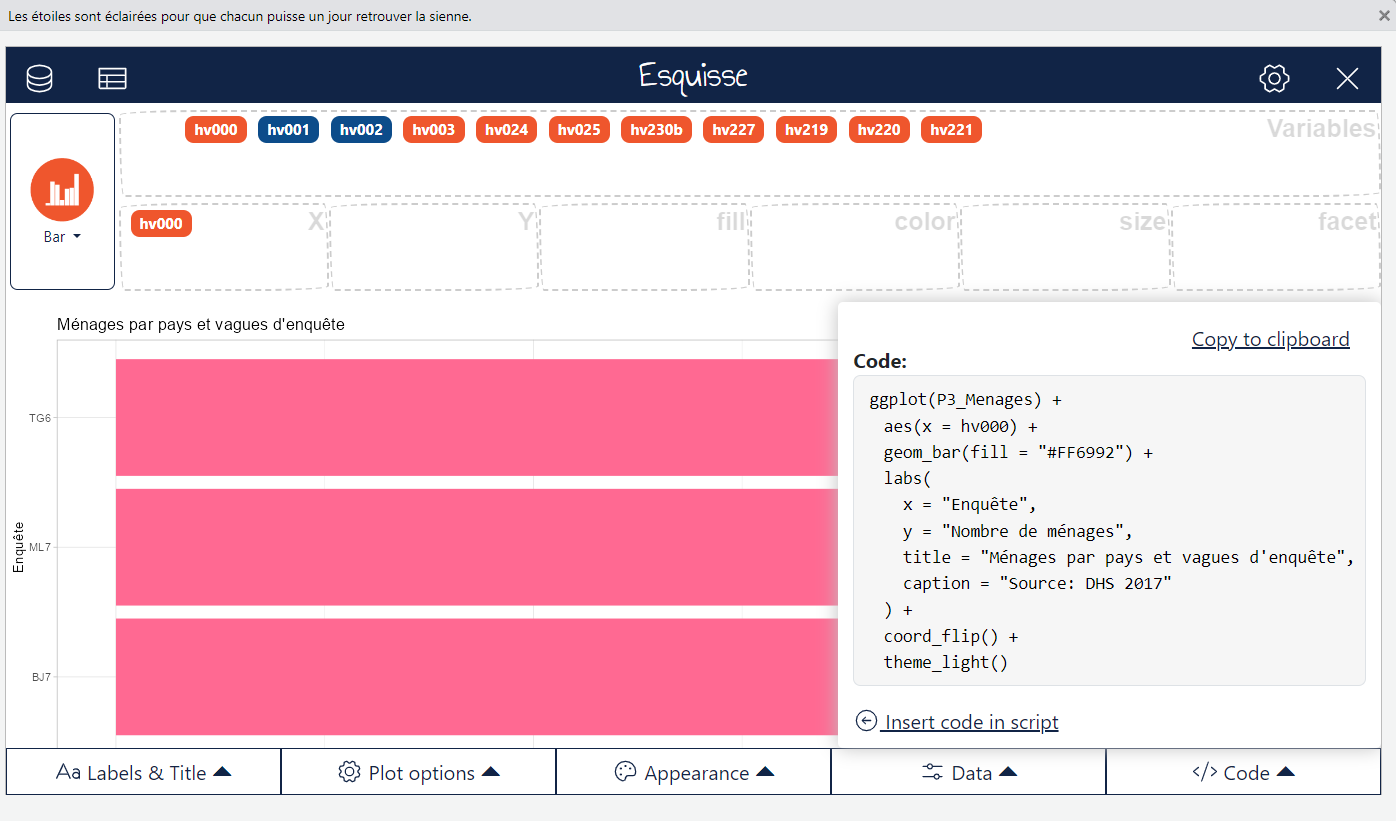 Les étoiles sont éclairées pour que chacun puisse un jour retrouver la sienne.
Esquisse
hv000 hv001 hv002 hv003 hv024 hv025 hv230b hv227 hv219 hv220 hv221 Variables
Bar
hv000 X Y fill color size facet
Ménages par pays et vagues d'enquête
TG6
ML7
BJ7
Enquête
Copy to clipboard
Code:
ggplot(P3_Menages) +
aes(x = hv000) +
geom_bar(fill = "#FF6992") +
labs(
x = "Enquête",
y = "Nombre de ménages",
title = "Ménages par pays et vagues d'enquête",
caption = "Source: DHS 2017"
) +
coord_flip() +
theme_light()
Insert code in script
Aa Labels & Title Plot options Appearance Data </> Code